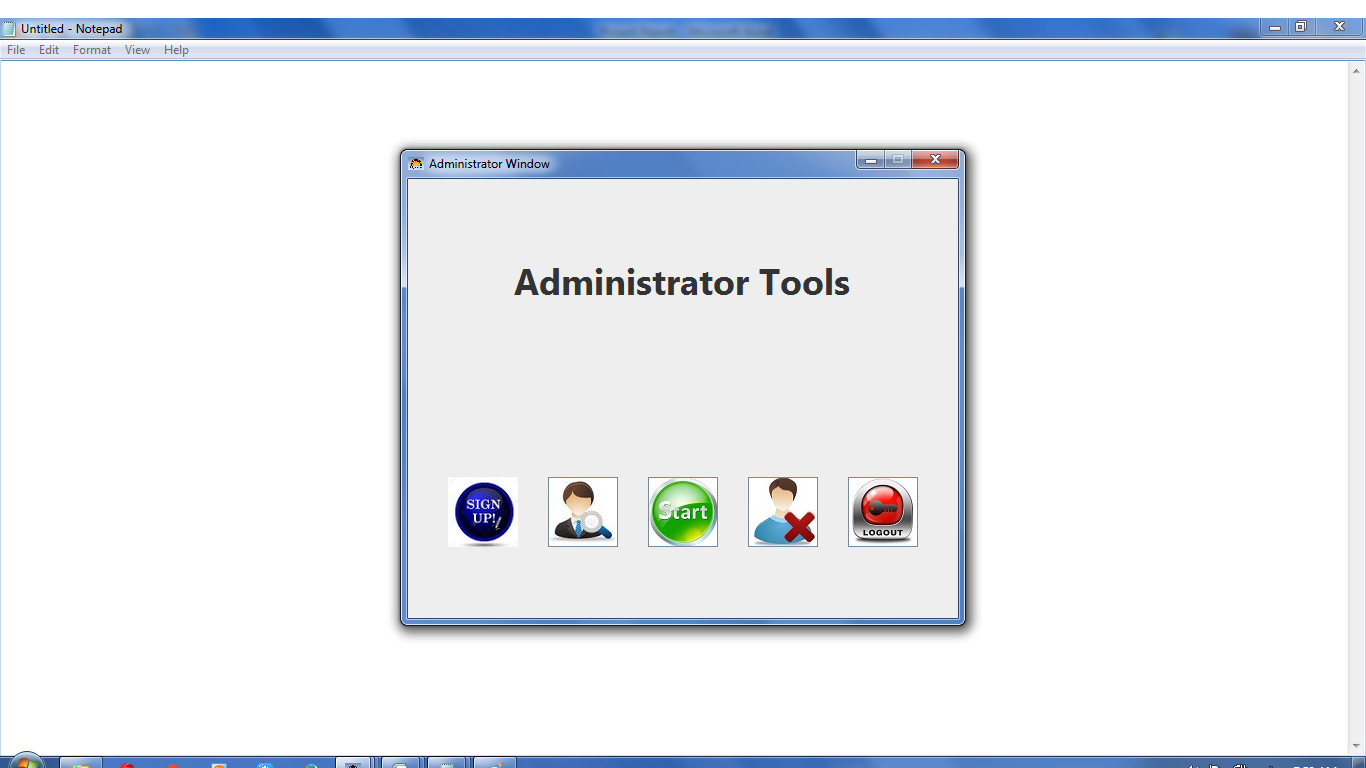 Untitled - Notepad
File Edit Format View Help
Administrator Window
Administrator Tools
SIGN
UP!
Start
LOGOUT